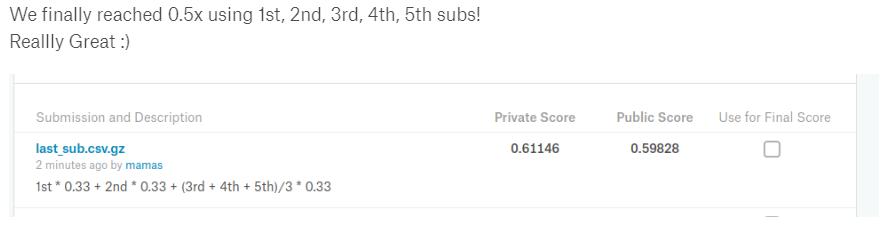 We finally reached 0.5x using 1st, 2nd, 3rd, 4th, 5th subs!
Reallly Great :)
Submission and Description Private Score Public Score Use for Final Score
last_sub.csv.gz 0.61146 0.59828
2 minutes ago by mamas
1st * 0.33 + 2nd * 0.33 + (3rd + 4th + 5th)/3 * 0.33